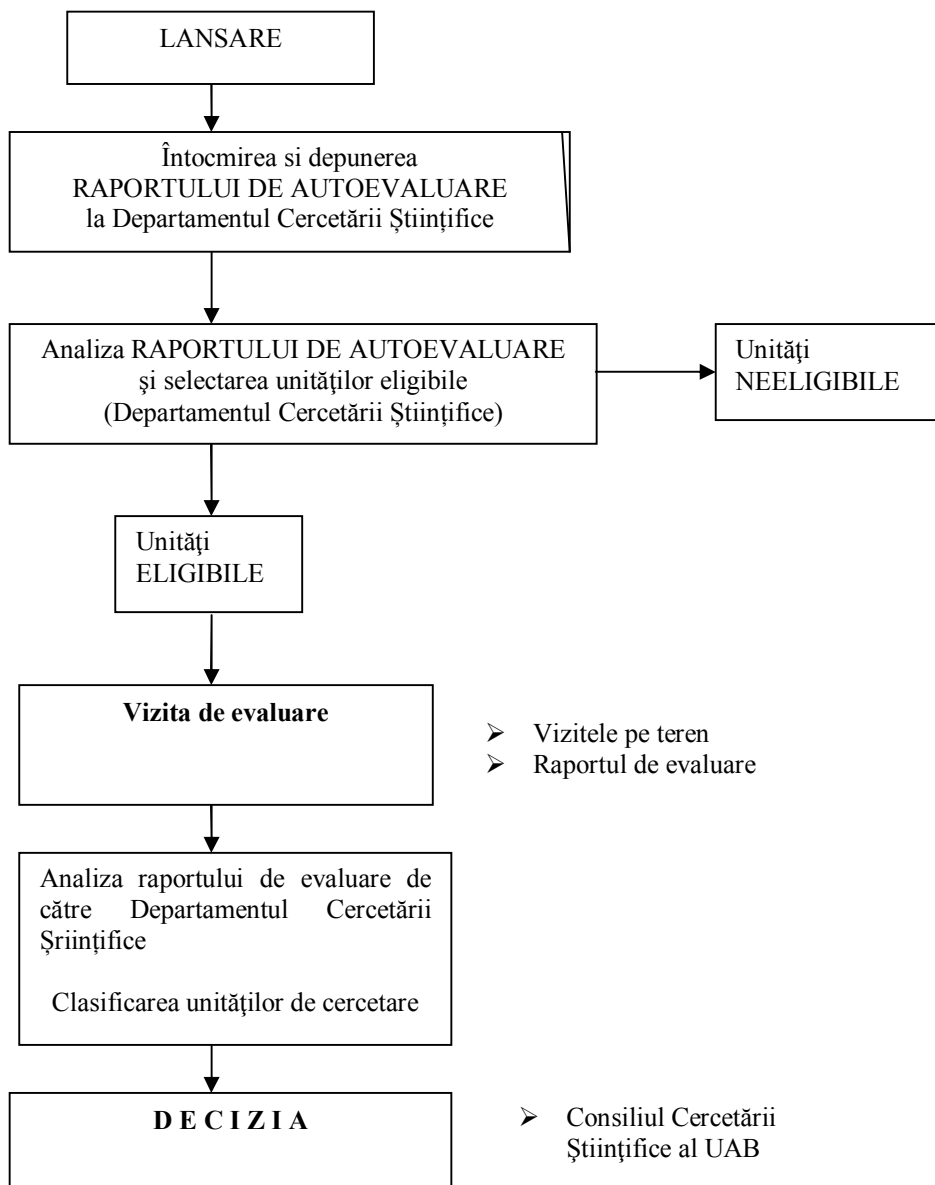 LANSARE
Întocmirea si depunerea
RAPORTULUI DE AUTOEVALUARE
la Departamentul Cercetării Științifice
Analiza RAPORTULUI DE AUTOEVALUARE
şi selectarea unităţilor eligibile
(Departamentul Cercetării Științifice)
Unităţi
NEELIGIBILE
Unităţi
ELIGIBILE
Vizita de evaluare
➢ Vizitele pe teren
➢ Raportul de evaluare
Analiza raportului de evaluare de
către Departamentul Cercetării
Șriințifice
Clasificarea unităţilor de cercetare
D E C I Z I A
➢ Consiliul Cercetării
Ştiinţifice al UAB